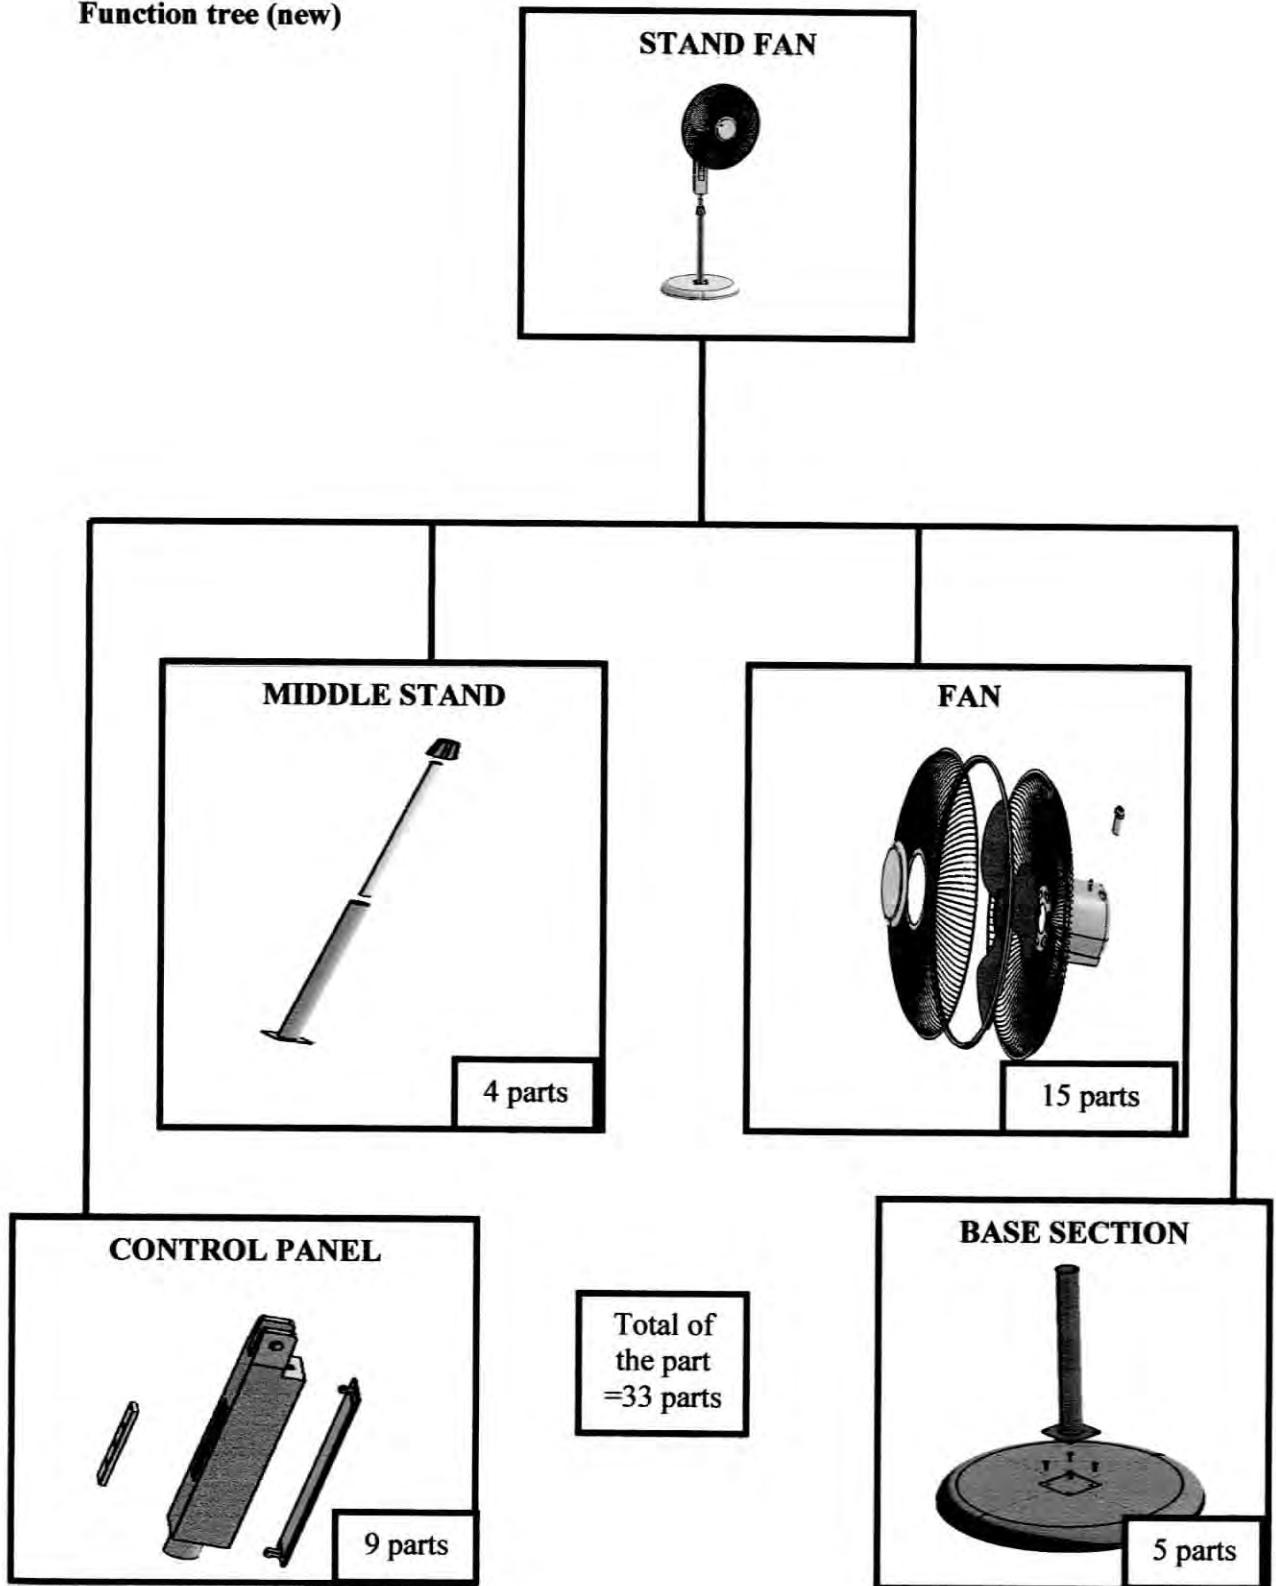 Function tree (new)
STAND FAN
MIDDLE STAND
4 parts
FAN
15 parts
CONTROL PANEL
9 parts
Total of
the part
=33 parts
BASE SECTION
5 parts